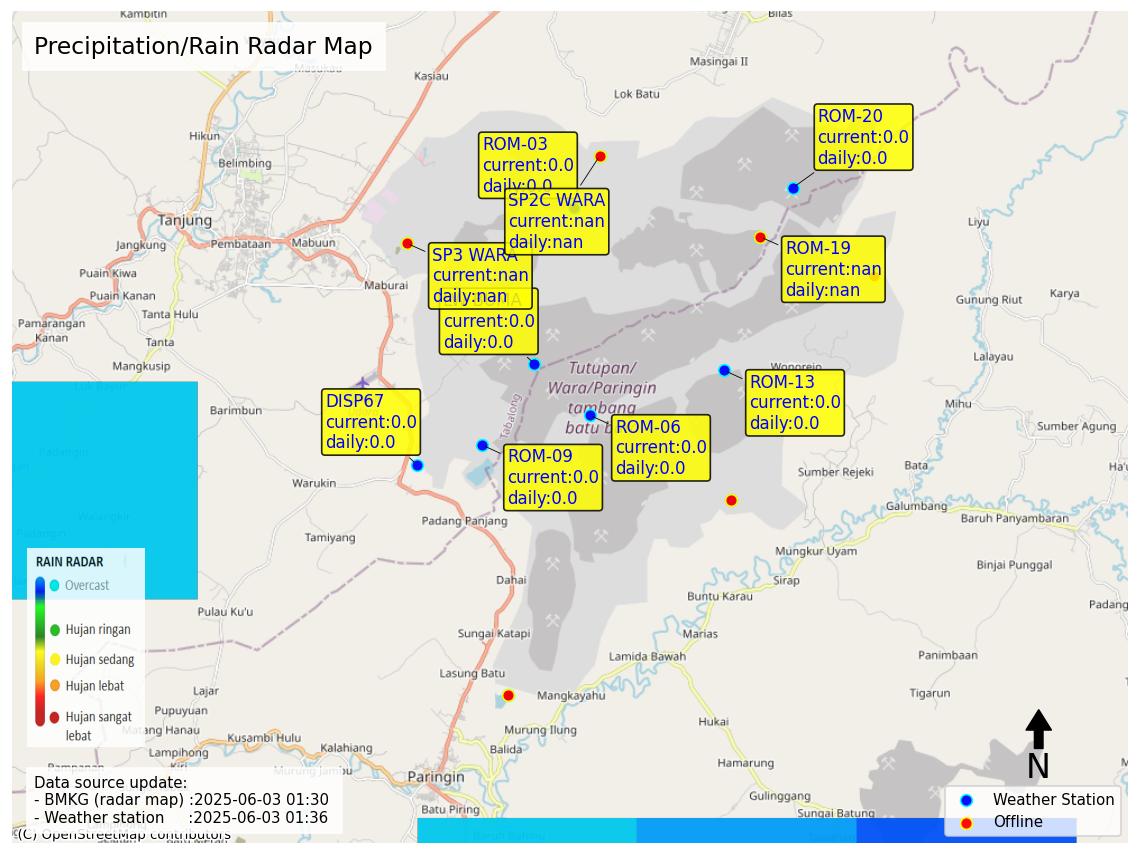 Kambitin
Bilas
Precipitation/Rain Radar Map
Masukau
Kasiau
Masingai II
Lok Batu
ROM-20
current:0.0
daily:0.0
Hikun
Belimbing
ROM-03
current:0.0
daily:0.0
SP2C WARA
current:nan
daily:nan
Tanjung
Jangkung
Pembataan
Mabuun
Liyu
SP3 WARA
current:nan
daily:nan
ROM-19
current:nan
daily:nan
Puain Kiwa
Puain Kanan
Maburai
Tanta Hulu
Gunung Riut
Karya
current:0.0
daily:0.0
Pamarangan
Kanan
Tanta
Mangkusip
Lalayau
Tutupan/
Wara/Paringin
tambang
batu b
Wonorejo
ROM-13
current:0.0
daily:0.0
Barimbun
DISP67
current:0.0
daily:0.0
Tabalong
ROM-06
current:0.0
daily:0.0
Mihu
Sumber Agung
ROM-09
current:0.0
daily:0.0
Padangin
Warukin
Sumber Rejeki
Bata
Galumbang
Baruh Panyambaran
Walangkir
Padangin
Padang Panjang
Tamiyang
Mungkur Uyam
Binjai Punggal
RAIN RADAR
Overcast
Hujan ringan
Hujan sedang
Hujan lebat
Hujan sangat
lebat
Dahai
Sirap
Buntu Karau
Padang
Pulau Ku'u
Sungai Katapi
Marias
Lamida Bawah
Panimbaan
Lasung Batu
Lajar
Mangkayahu
Tigarun
Pupuyuan
Matang Hanau
Murung Ilung
Hukai
Kusambi Hulu
Lampihong
Kalahiang
Balida
Kiri
Pampanan
Murung Jambu
Paringin
Hamarung
N
Data source update:
- BMKG (radar map) :2025-06-03 01:30
- Weather station :2025-06-03 01:36
Gulinggang
Batu Piring
Sungai Batung
Weather Station
Offline
(C) OpenStreetMap contributors
Baruh Bahinu